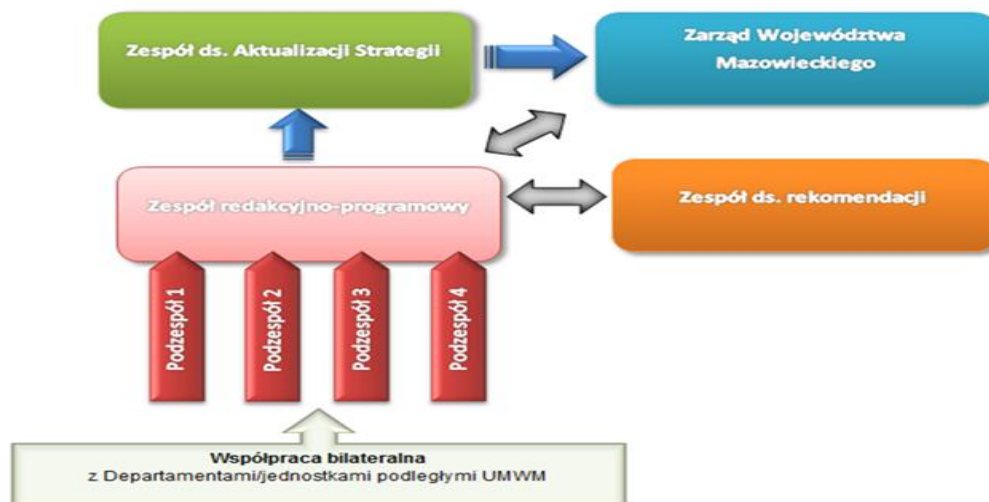 Zespół ds. Aktualizacji Strategii
Zarząd Województwa
Mazowieckiego
Zespół redakcyjno-programowy
Zespół ds. rekomendacji
Podzespół 1
Podzespół 2
Podzespół 3
Podzespół 4
Współpraca bilateralna
z Departamentami/jednostkami podległymi UMWM